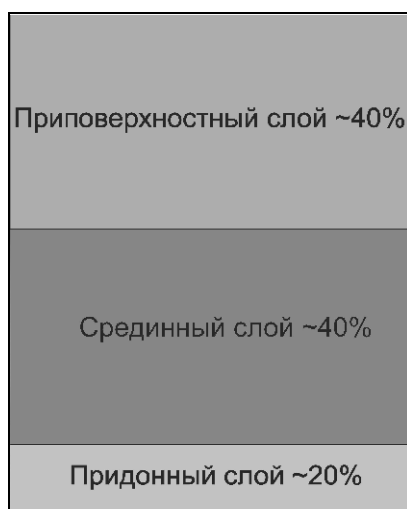 Приповерхностный слой ~40%
Срединный слой ~40%
Придонный слой ~20%